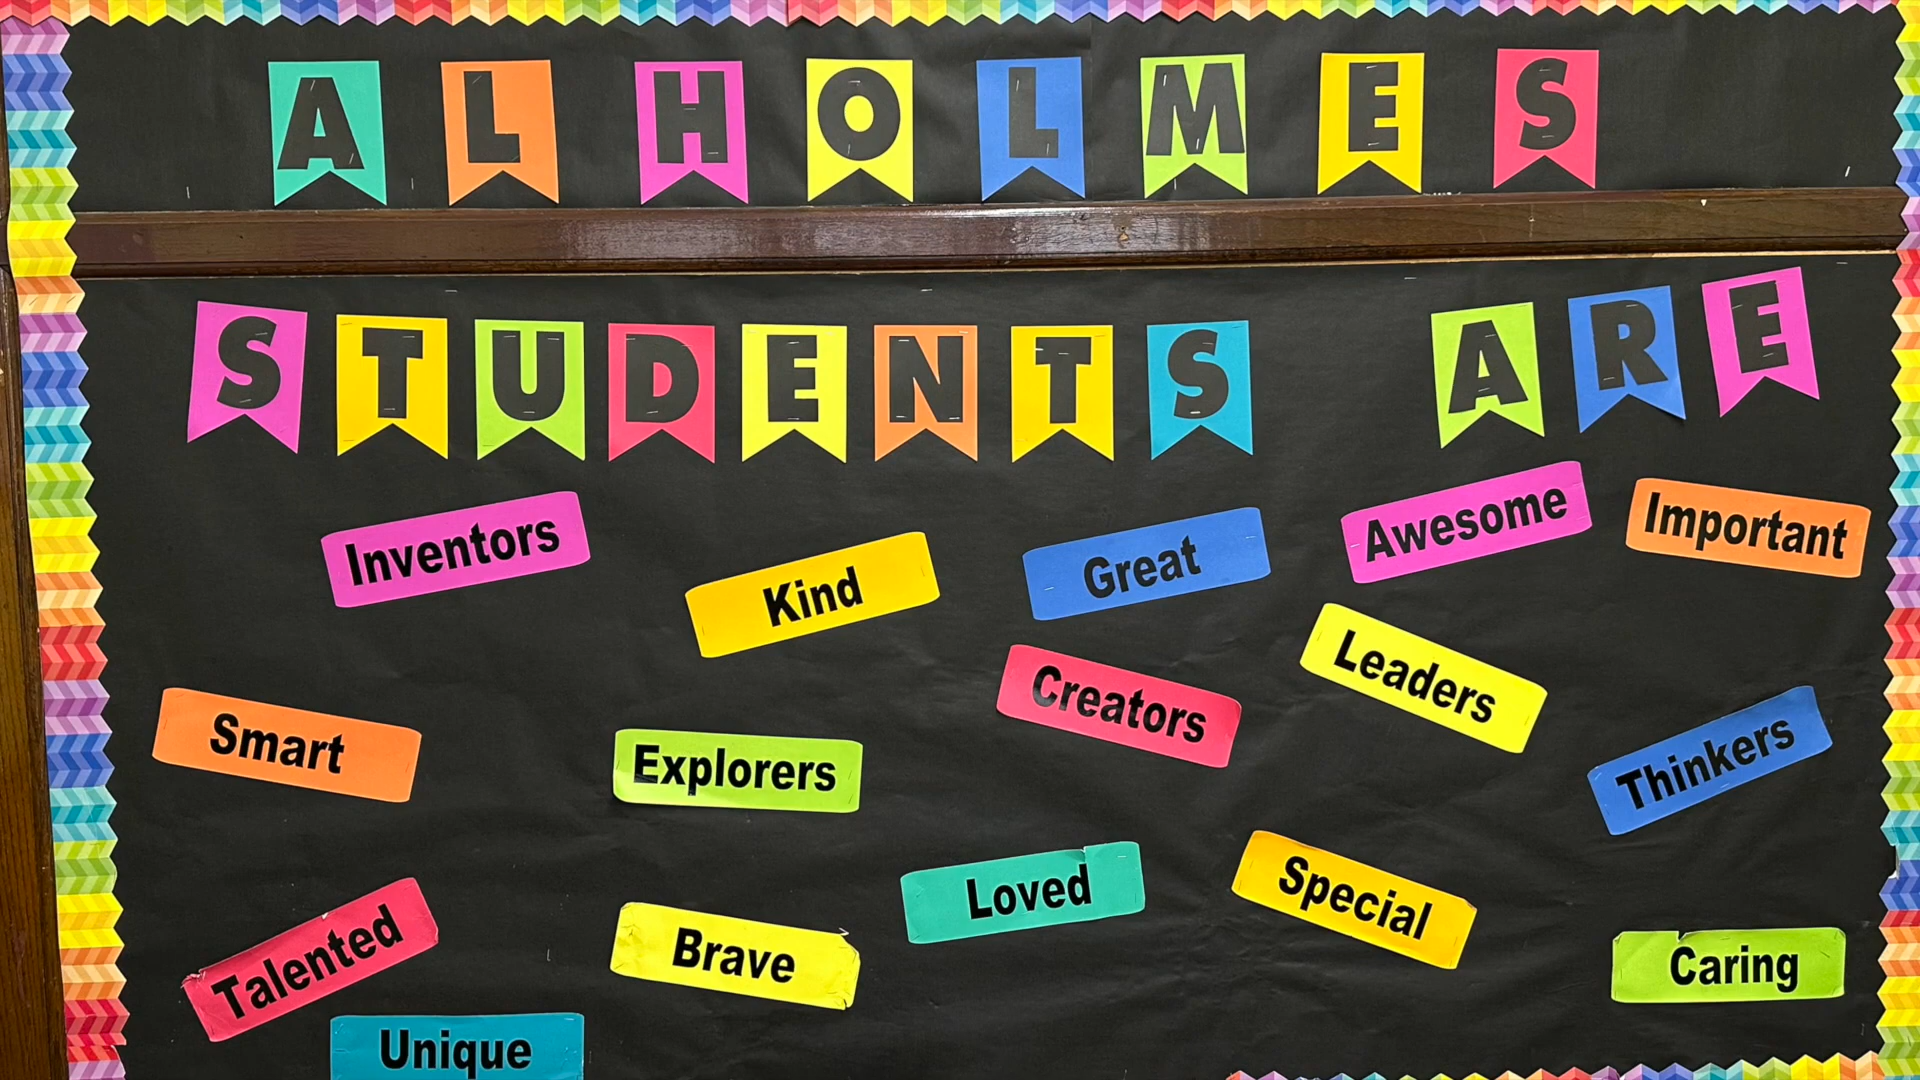 AL HOLMES
STUDENTS ARE
Inventors
Kind
Great
Awesome
Important
Smart
Explorers
Creators
Leaders
Thinkers
Talented
Brave
Loved
Special
Caring
Unique